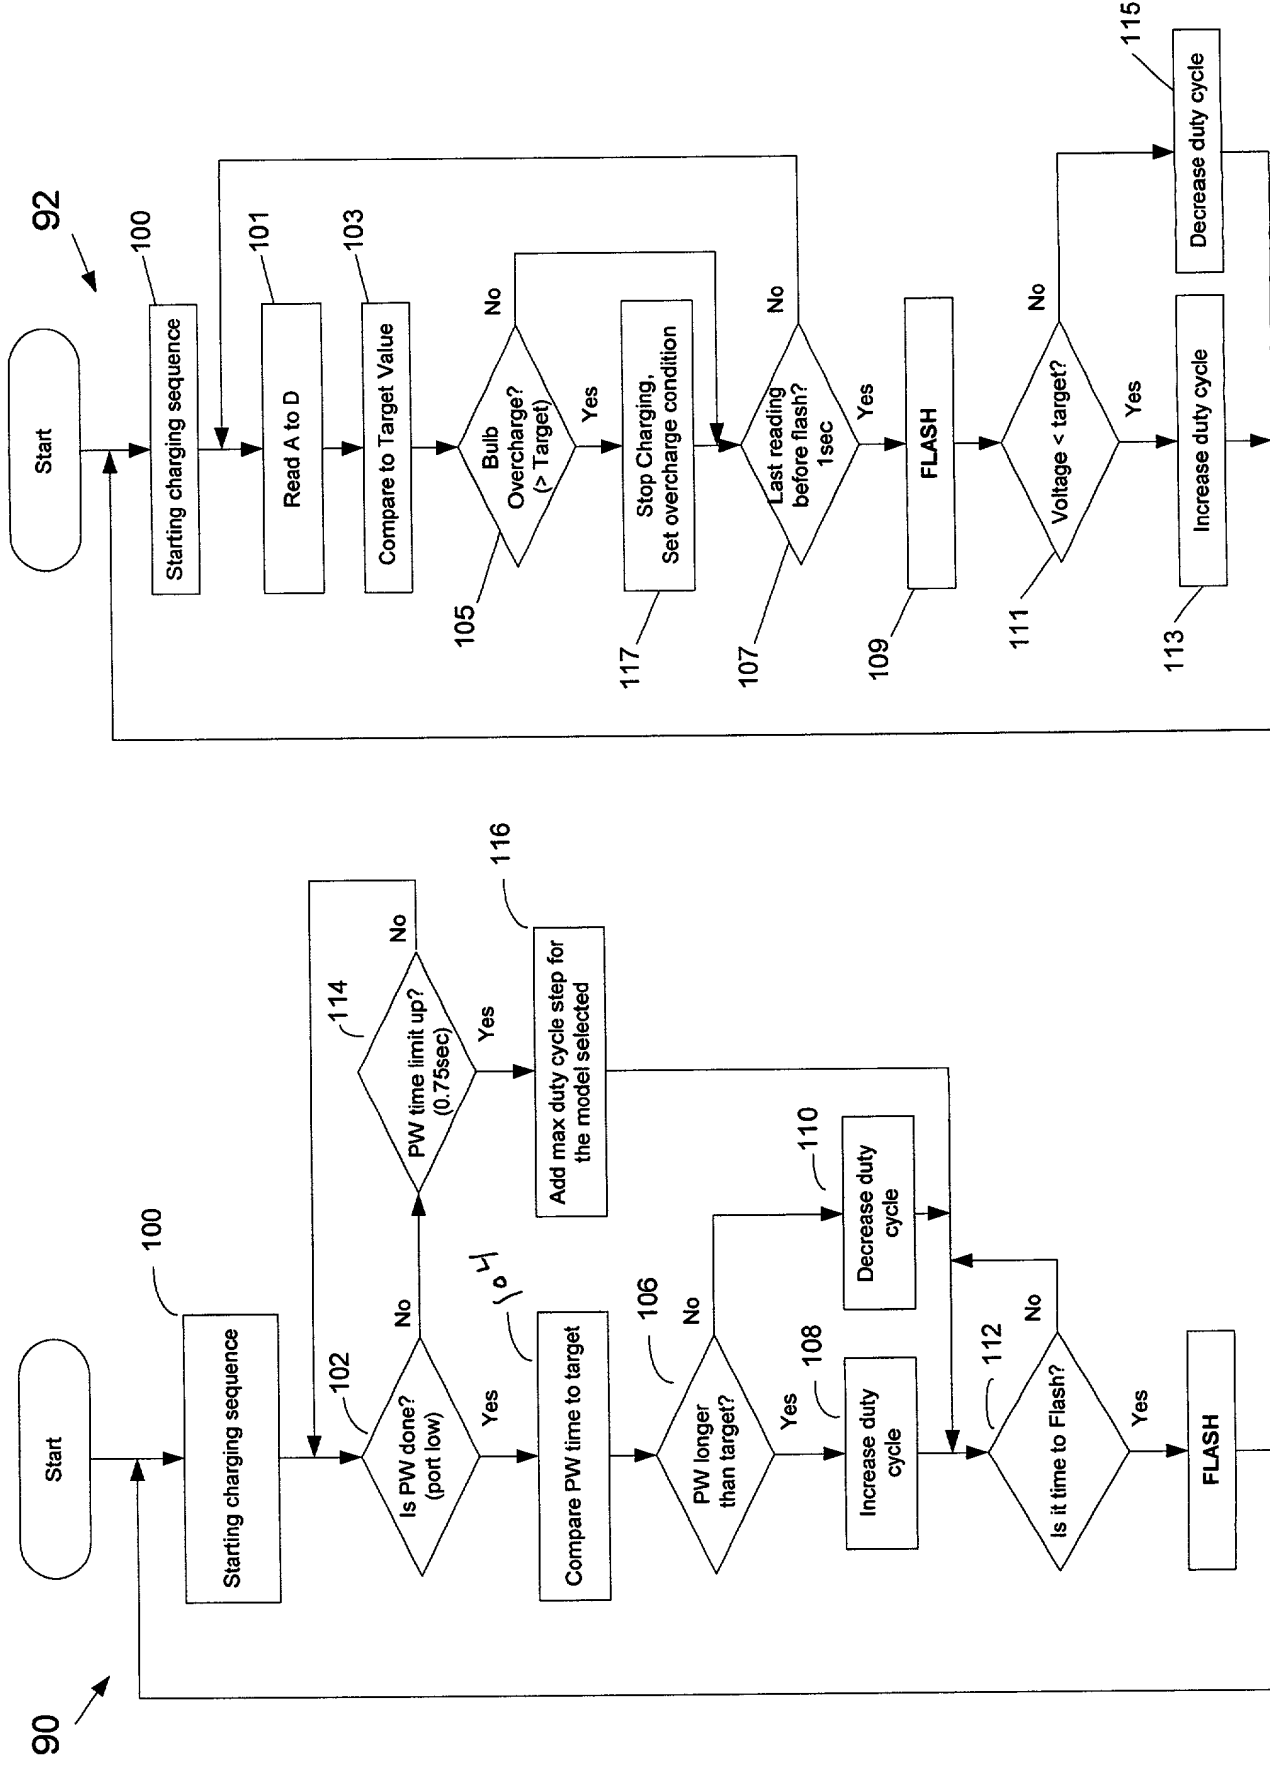 90
Start
100
Starting charging sequence
102
Is PW done?
(port low)
No
Yes
114
PW time limit up?
(0.75sec)
No
Yes
116
Add max duty cycle step for
the model selected
104
Compare PW time to target
106
PW longer
than target?
No
Yes
108
Increase duty
cycle
110
Decrease duty
cycle
112
Is it time to Flash?
No
Yes
FLASH
92
Start
100
Starting charging sequence
101
Read A to D
103
Compare to Target Value
105
Bulb
Overcharge?
(> Target)
No
Yes
117
Stop Charging,
Set overcharge condition
107
Last reading
before flash?
1sec
No
Yes
109
FLASH
111
Voltage < target?
No
Yes
113
Increase duty cycle
115
Decrease duty cycle